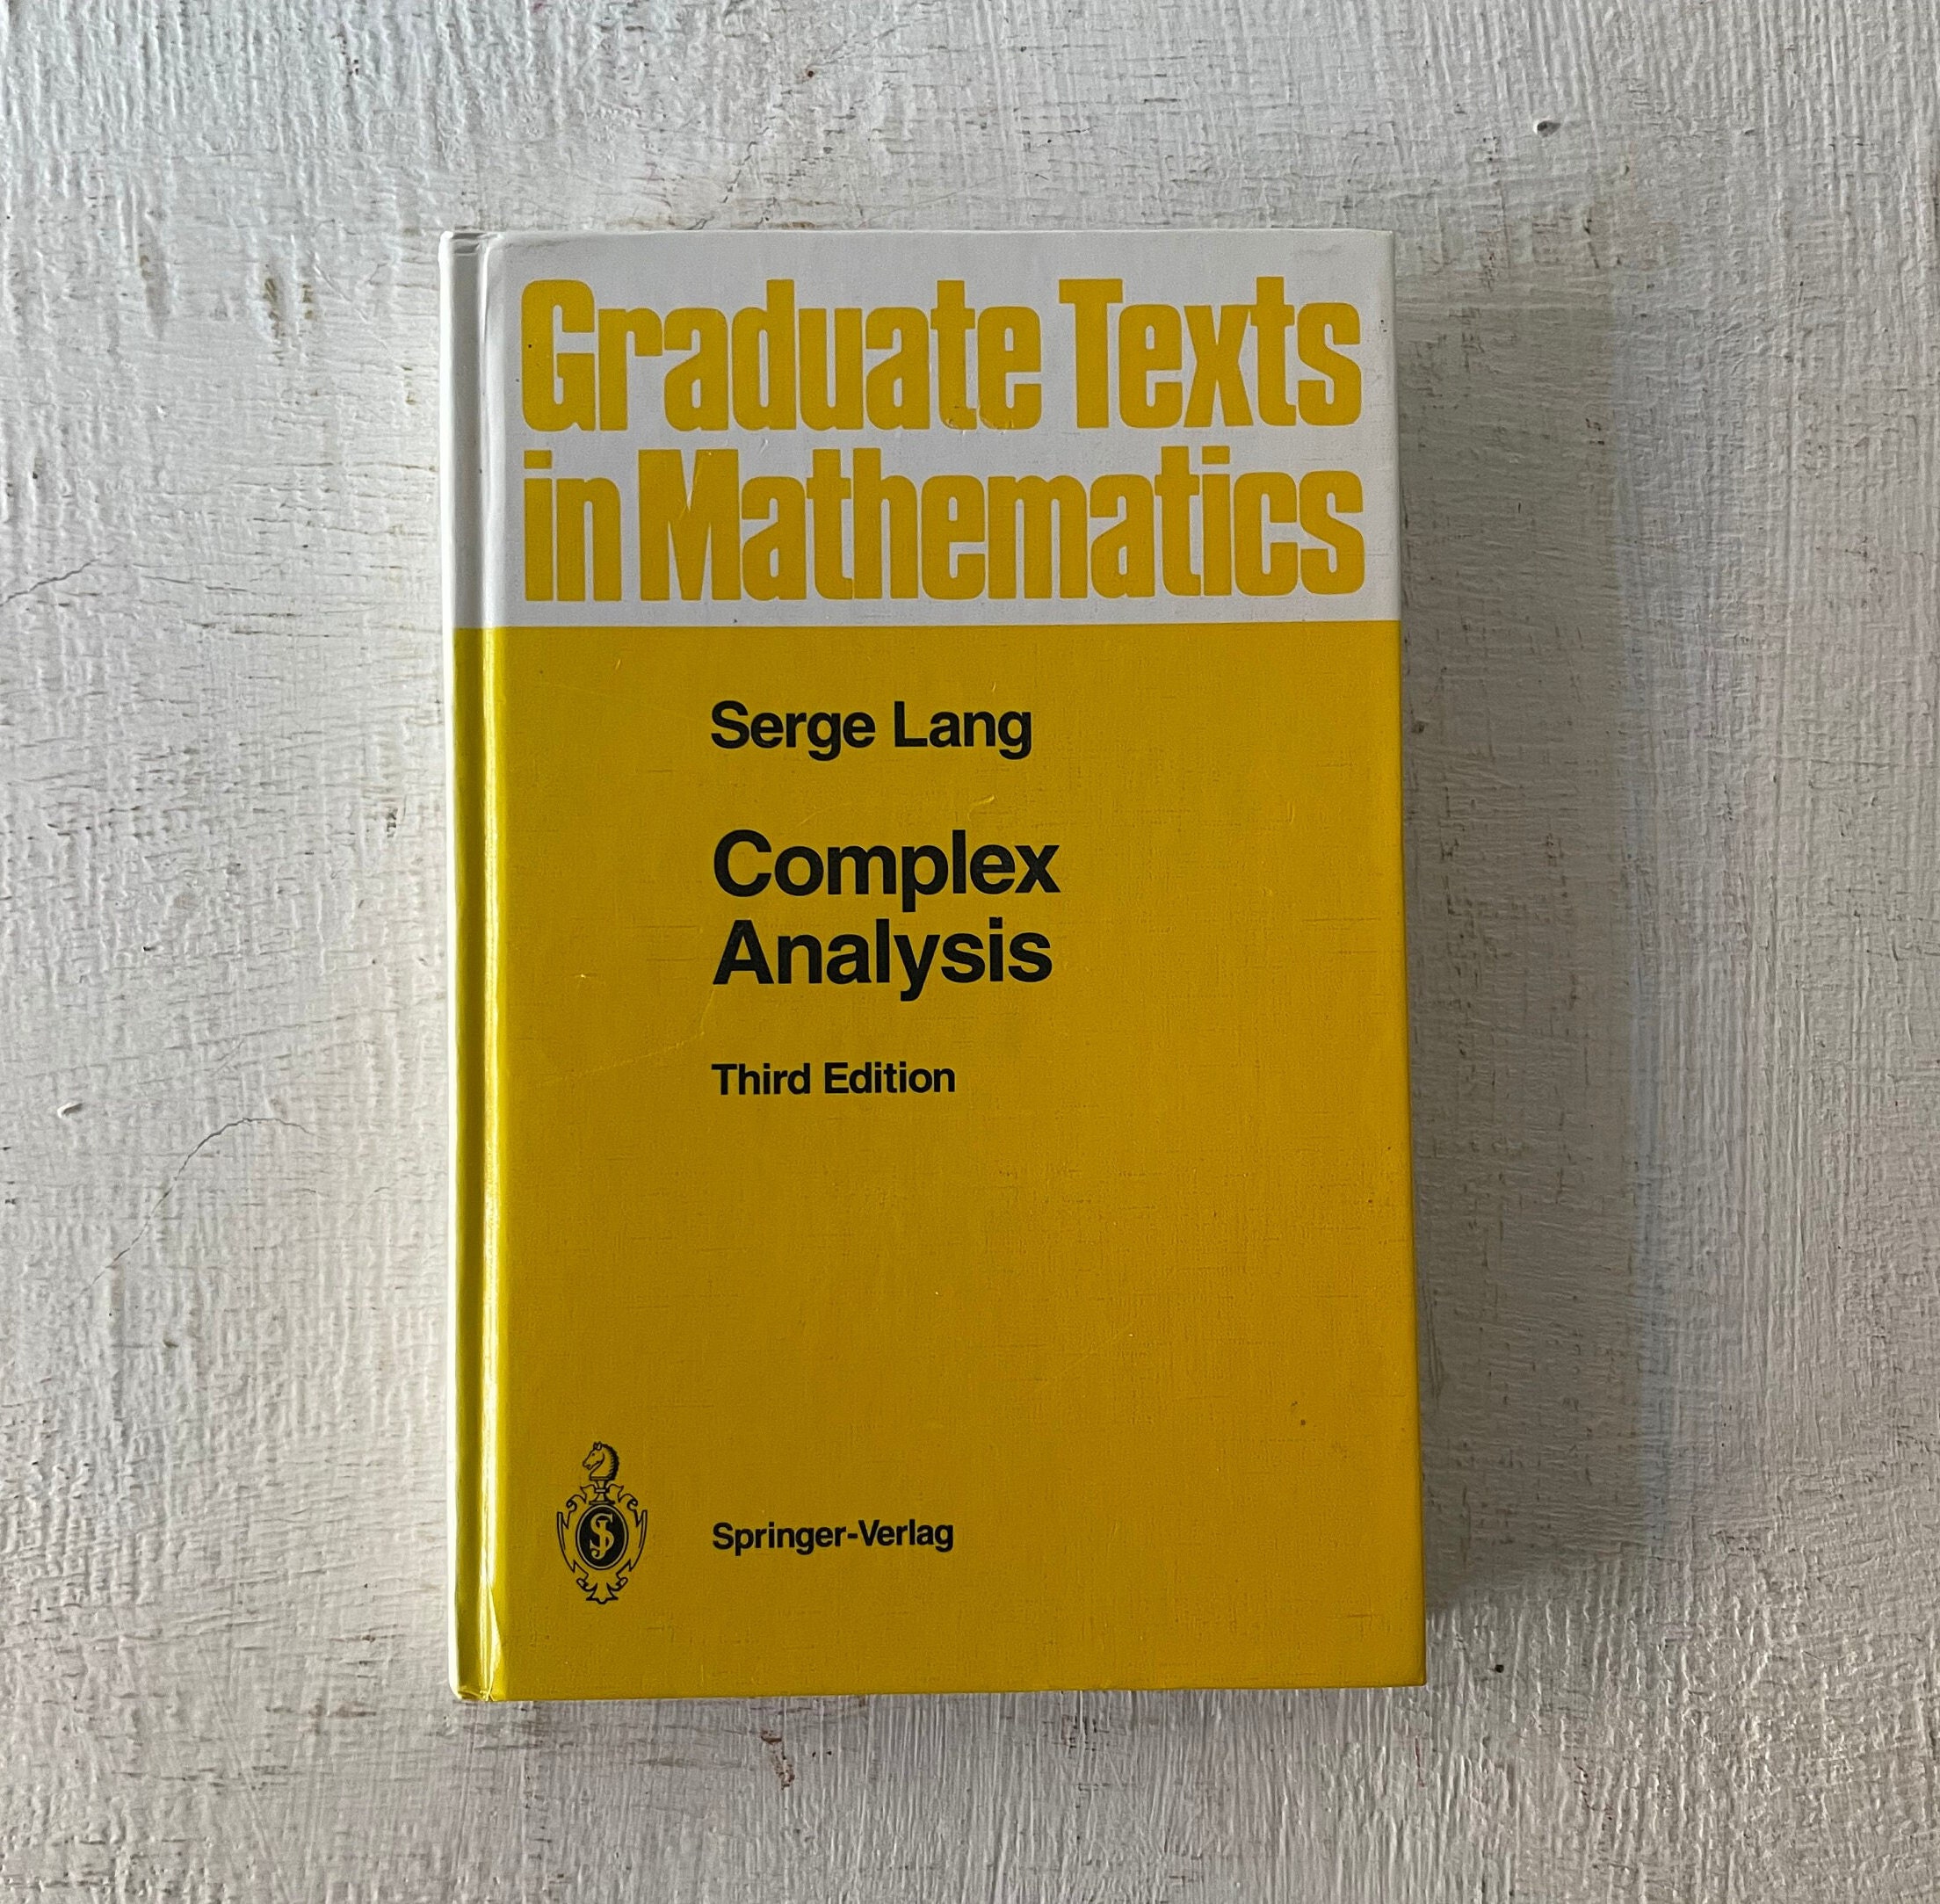 Graduate Texts
in Mathematics
Serge Lang
Complex
Analysis
Third Edition
Springer-Verlag